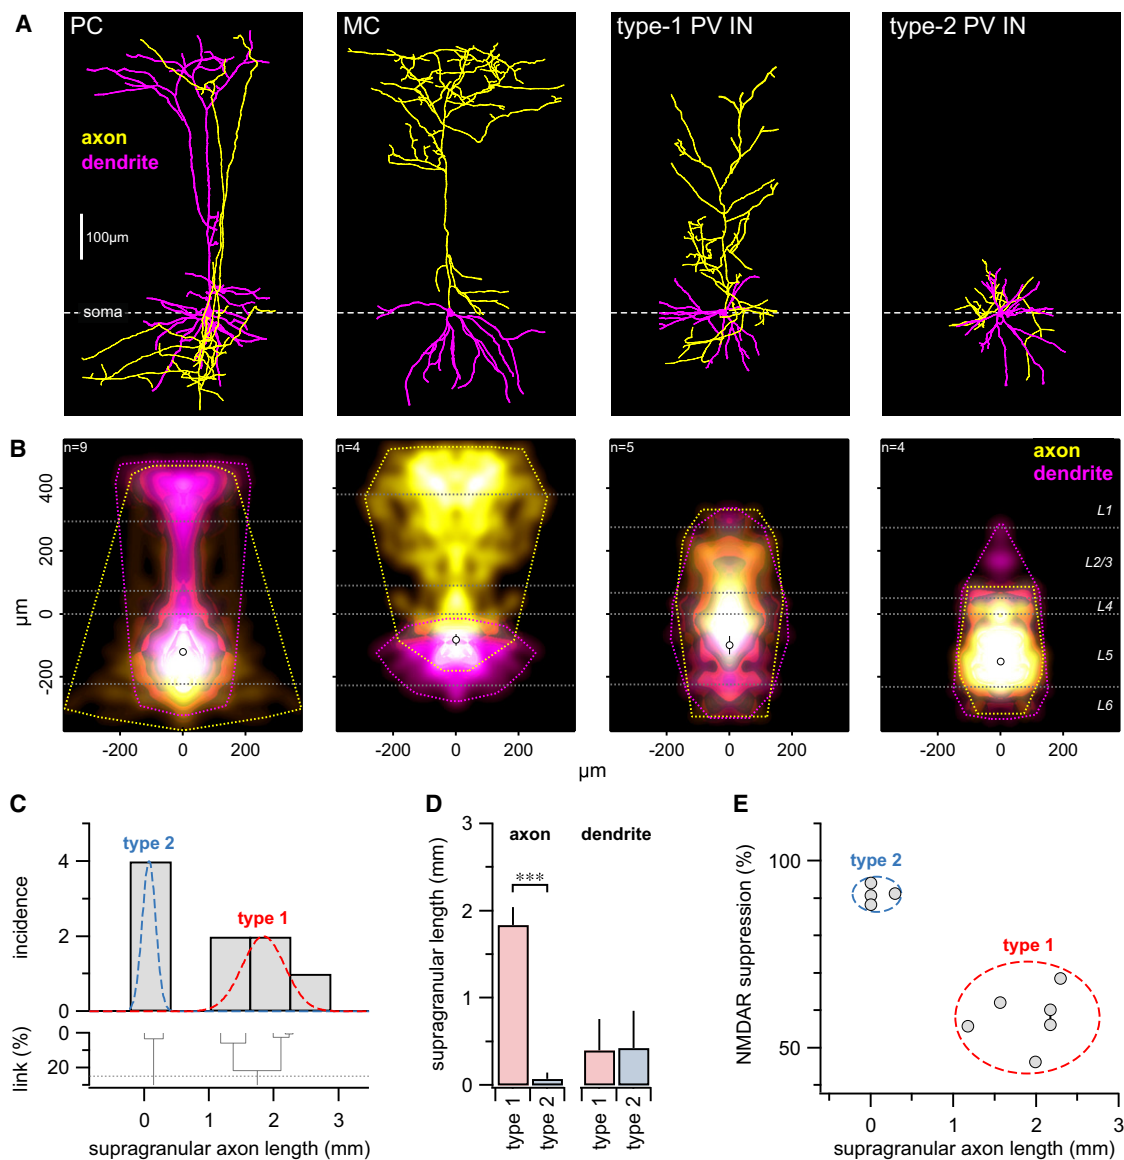 A
PC
MC
type-1 PV IN
type-2 PV IN
axon
dendrite
100µm
soma
B
n=9
n=4
n=5
n=4
axon
dendrite
L1
L2/3
L4
L5
L6
400
200
0
-200
µm
-200 0 200
-200 0 200
-200 0 200
-200 0 200
µm
C
type 2
type 1
4
2
0
incidence
0
20
link (%)
0 1 2 3
supragranular axon length (mm)
D
axon dendrite
***
3
2
1
0
supragranular length (mm)
type 1
type 2
type 1
type 2
E
type 2
type 1
100
50
NMDAR suppression (%)
0 1 2 3
supragranular axon length (mm)